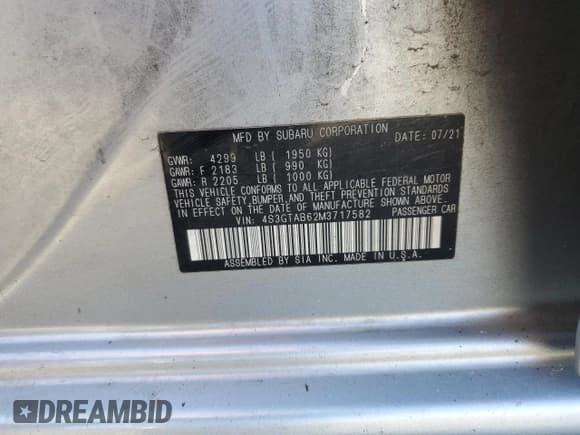 MFD BY SUBARU CORPORATION DATE: 07/21
GVWR: 4299 LB ( 1950 KG)
GAWR: F 2183 LB ( 990 KG)
GAWR: R 2205 LB ( 1000 KG)
THIS VEHICLE CONFORMS TO ALL APPLICABLE FEDERAL MOTOR
VEHICLE SAFETY,BUMPER, AND THEFT PREVENTION STANDARDS
IN EFFECT ON THE DATE OF MANUFACTURE SHOWN ABOVE.
VIN: 4S3GTAB62M3717582 PASSENGER CAR
ASSEMBLED BY SIA INC. MADE IN U.S.A.
DREAMBID